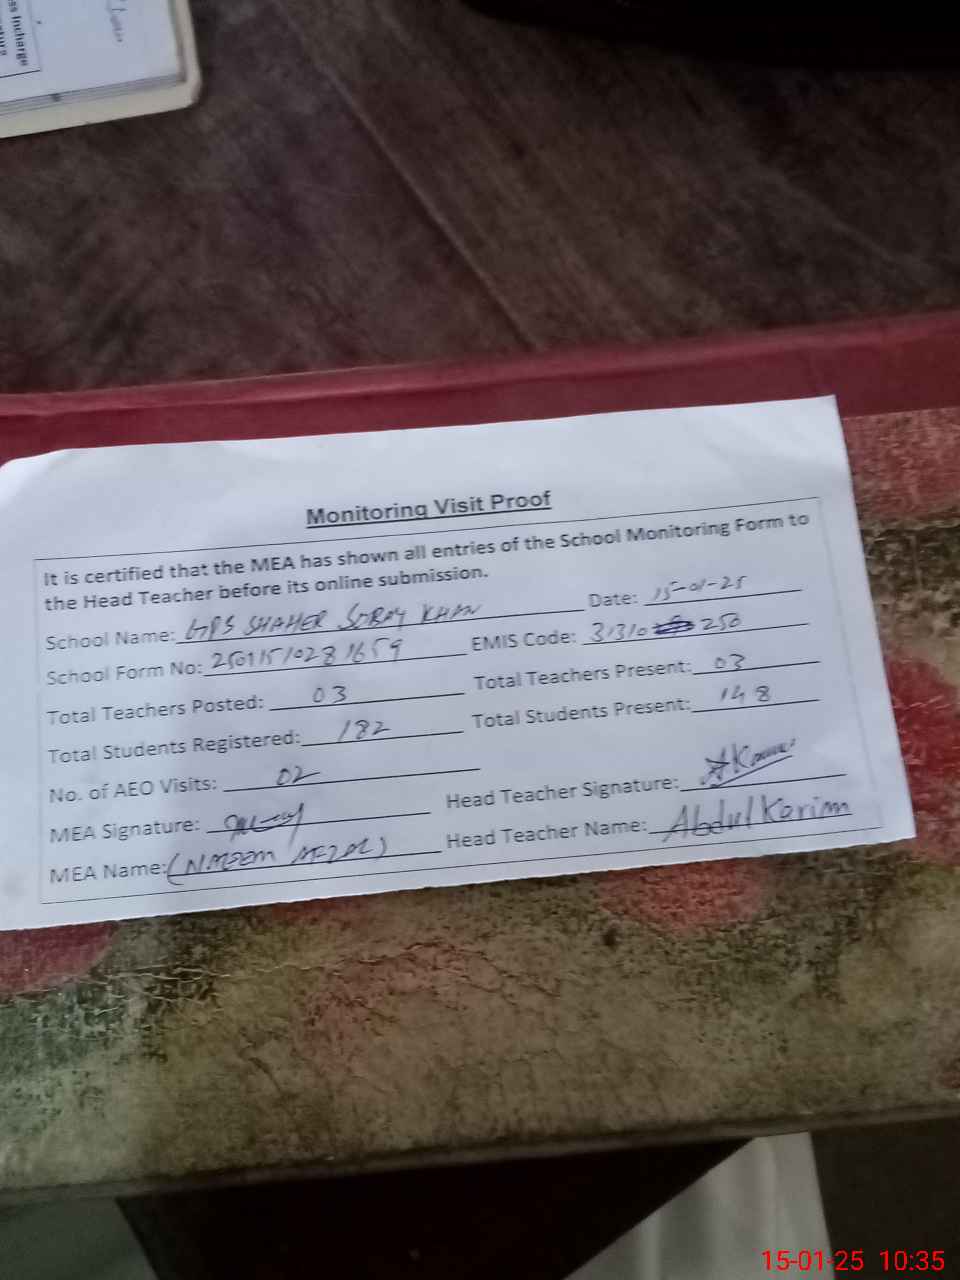 ss Incharge
Monitoring Visit Proof
It is certified that the MEA has shown all entries of the School Monitoring Form to
the Head Teacher before its online submission.
School Name: GPS SHAHER KHAN Date: 15-01-25
School Form No: 25011510281659 EMIS Code: 31310 250
Total Teachers Posted: 03 Total Teachers Present: 03
Total Students Registered: 182 Total Students Present: 148
No. of AEO Visits: 02
MEA Signature: Head Teacher Signature: AKarim
MEA Name: (NAEEM AFZAL) Head Teacher Name: Abdul Karim
15-01-25 10:35